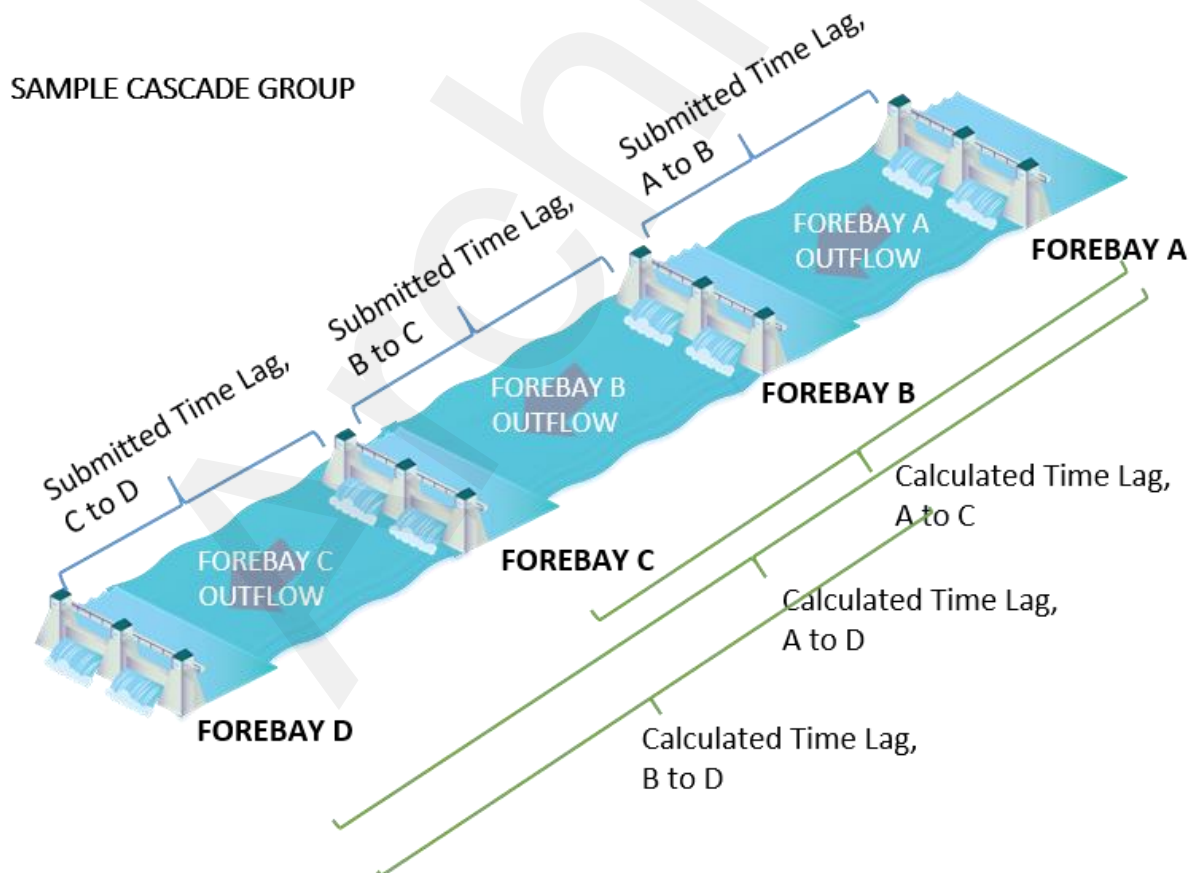 SAMPLE CASCADE GROUP
Submitted Time Lag,
A to B
Submitted Time Lag,
B to C
Submitted Time Lag,
C to D
FOREBAY A
OUTFLOW
FOREBAY A
FOREBAY B
OUTFLOW
FOREBAY B
FOREBAY C
OUTFLOW
FOREBAY C
FOREBAY D
Calculated Time Lag,
A to C
Calculated Time Lag,
A to D
Calculated Time Lag,
B to D
Arch